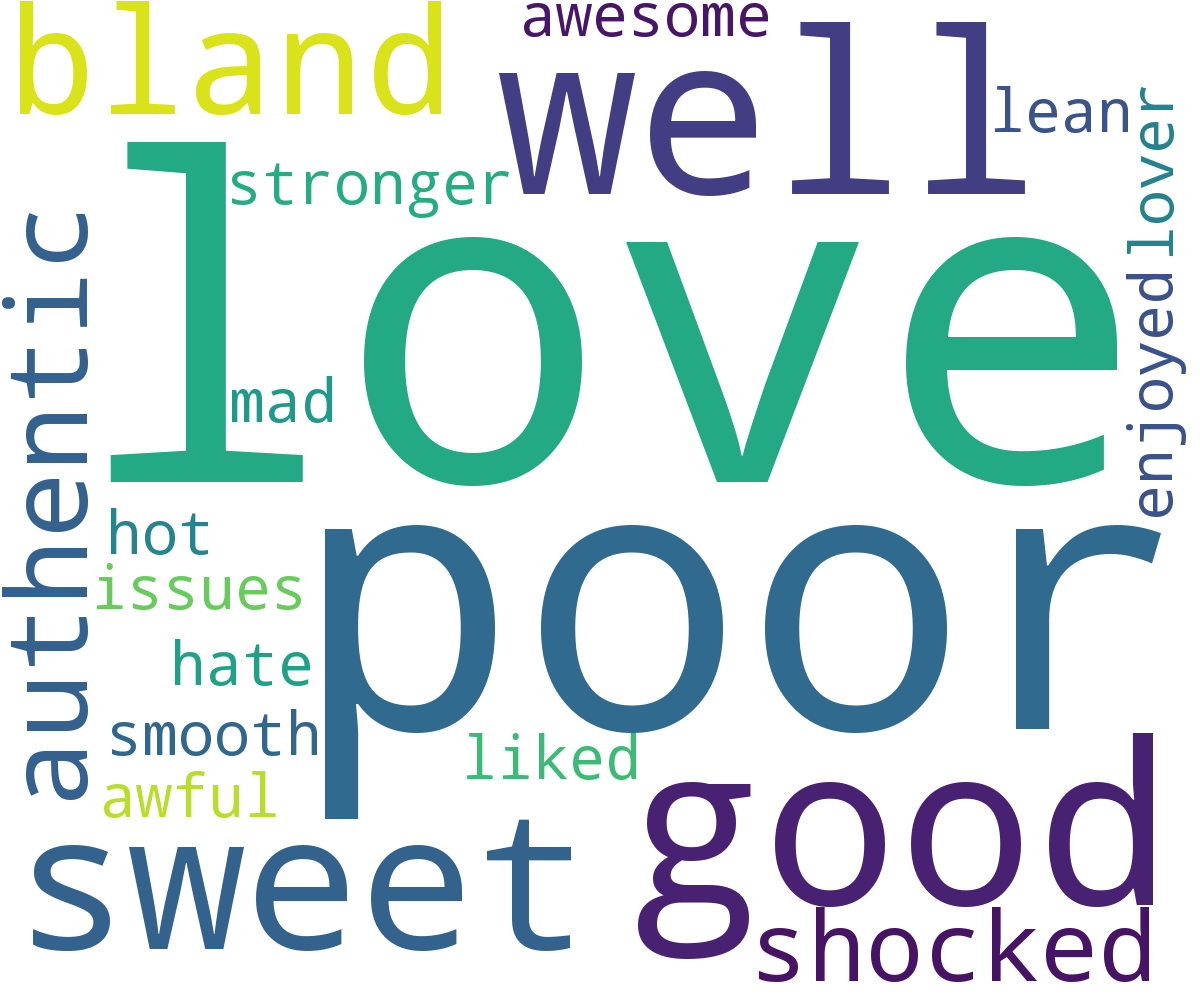 awesome
bland
well
lean
lover
stronger
love
authentic
enjoyed
mad
hot
poor
issues
hate
smooth
liked
awful
good
sweet
shocked